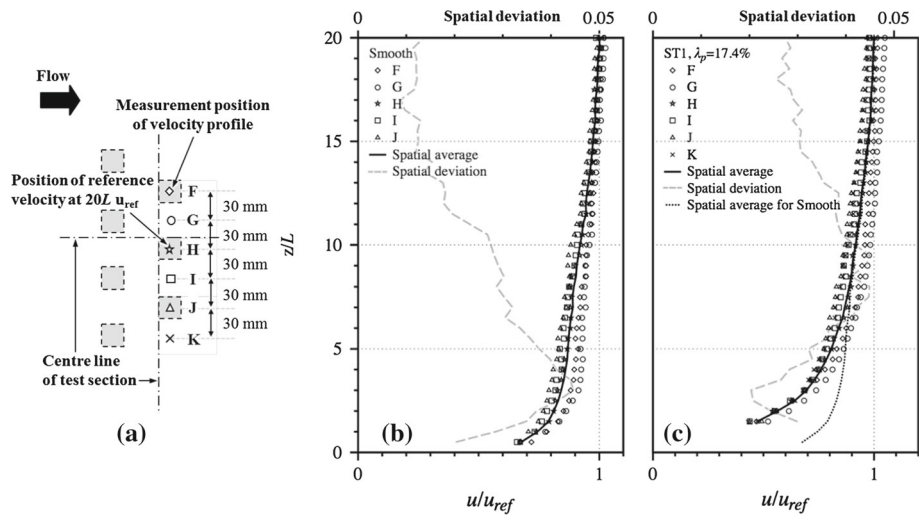 Flow
Measurement position
of velocity profile
Position of reference
velocity at 20L u_ref
F
G
H
I
J
K
30 mm
30 mm
30 mm
30 mm
30 mm
Centre line
of test section
(a)
Spatial deviation
0 0.05
z/L
20
15
10
5
0
Smooth
F
G
H
I
J
Spatial average
Spatial deviation
(b)
0 1
u/u_ref
Spatial deviation
0 0.05
ST1, λ_p=17.4%
F
G
H
I
J
K
Spatial average
Spatial deviation
Spatial average for Smooth
(c)
0 1
u/u_ref